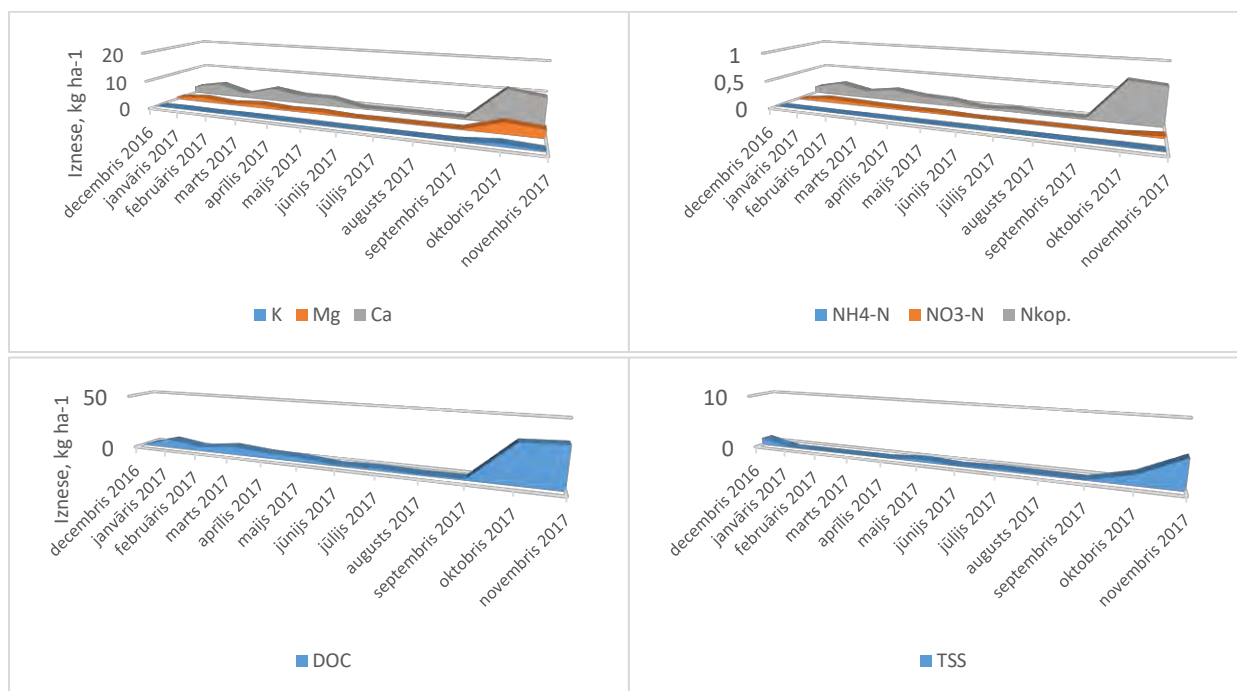 Iznese, kg ha-1
20
10
0
decembris 2016
janvāris 2017
februāris 2017
marts 2017
aprīlis 2017
maijs 2017
jūnijs 2017
jūlijs 2017
augusts 2017
septembris 2017
oktobris 2017
novembris 2017
K Mg Ca
1
0,5
0
decembris 2016
janvāris 2017
februāris 2017
marts 2017
aprīlis 2017
maijs 2017
jūnijs 2017
jūlijs 2017
augusts 2017
septembris 2017
oktobris 2017
novembris 2017
NH4-N NO3-N Nkop.
Iznese, kg ha-1
50
0
decembris 2016
janvāris 2017
februāris 2017
marts 2017
aprīlis 2017
maijs 2017
jūnijs 2017
jūlijs 2017
augusts 2017
septembris 2017
oktobris 2017
novembris 2017
DOC
10
0
decembris 2016
janvāris 2017
februāris 2017
marts 2017
aprīlis 2017
maijs 2017
jūnijs 2017
jūlijs 2017
augusts 2017
septembris 2017
oktobris 2017
novembris 2017
TSS